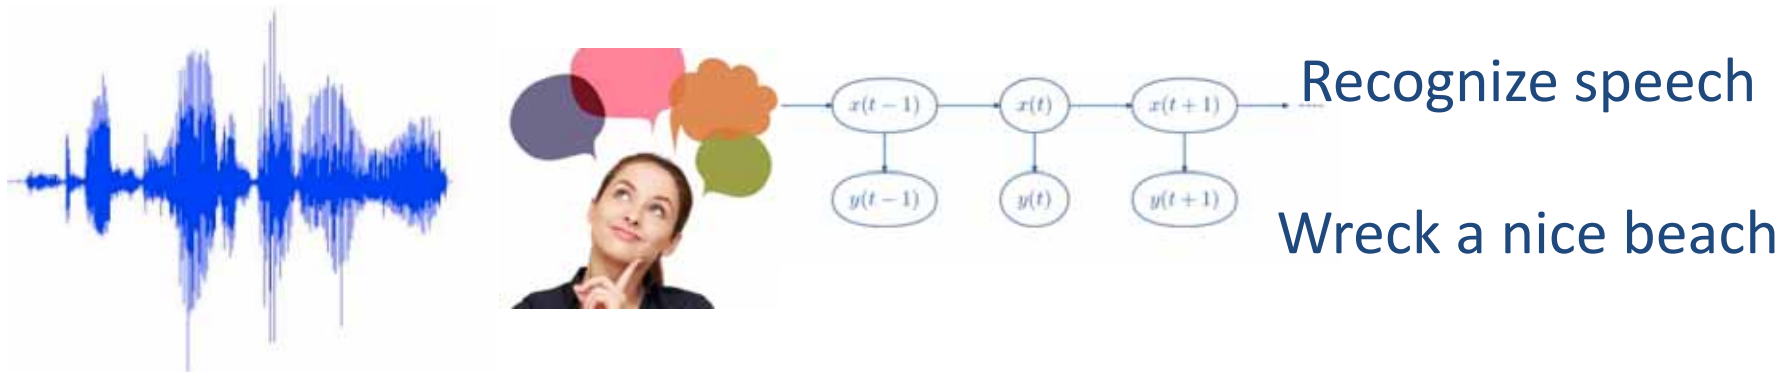 Recognize speech
x(t − 1) x(t) x(t + 1)
y(t − 1) y(t) y(t + 1)
Wreck a nice beach